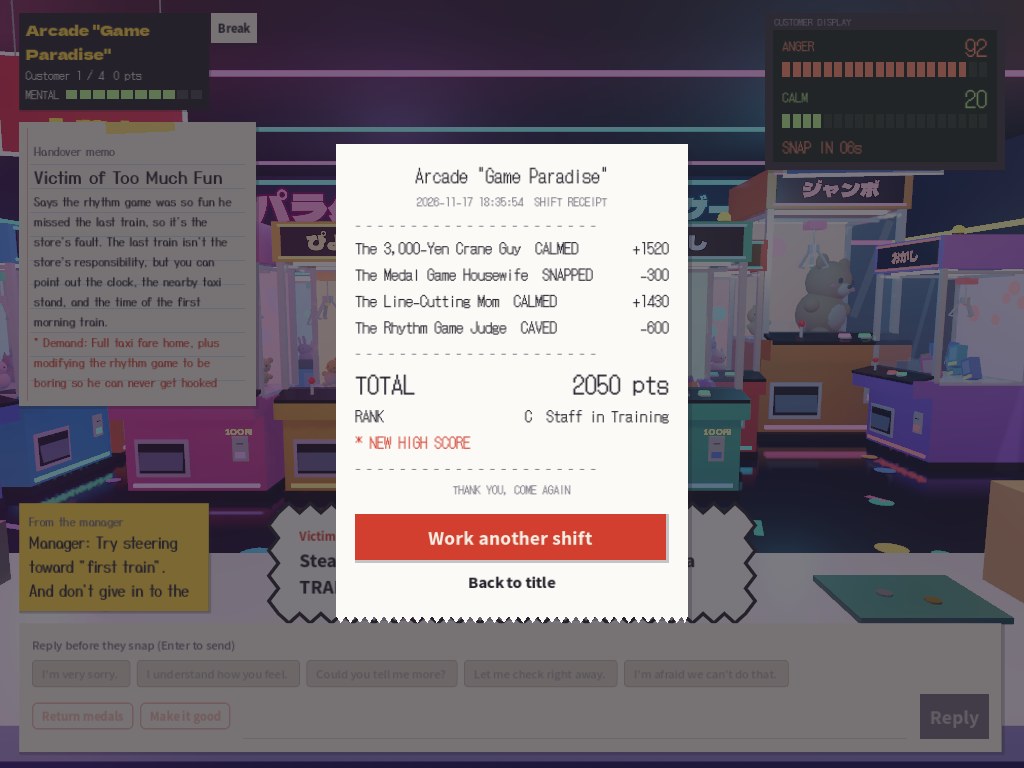 Arcade "Game
Paradise"
Customer 1 / 4 0 pts
MENTAL
Break
CUSTOMER DISPLAY
ANGER 92
CALM 20
SNAP IN 06s
Handover memo
Victim of Too Much Fun
Says the rhythm game was so fun he
missed the last train, so it's the
store's fault. The last train isn't the
store's responsibility, but you can
point out the clock, the nearby taxi
stand, and the time of the first
morning train.
* Demand: Full taxi fare home, plus
modifying the rhythm game to be
boring so he can never get hooked
パラ
ゲー
ジャンボ
おかし
ぴよ
し
100円
100円
Arcade "Game Paradise"
2026-11-17 18:35:54 SHIFT RECEIPT
The 3,000-Yen Crane Guy CALMED +1520
The Medal Game Housewife SNAPPED -300
The Line-Cutting Mom CALMED +1430
The Rhythm Game Judge CAVED -600
TOTAL 2050 pts
RANK C Staff in Training
* NEW HIGH SCORE
THANK YOU, COME AGAIN
Work another shift
Back to title
From the manager
Manager: Try steering
toward "first train".
And don't give in to the
Victim
Stea
a
TRAI
Reply before they snap (Enter to send)
I'm very sorry.
I understand how you feel.
Could you tell me more?
Let me check right away.
I'm afraid we can't do that.
Return medals
Make it good
Reply